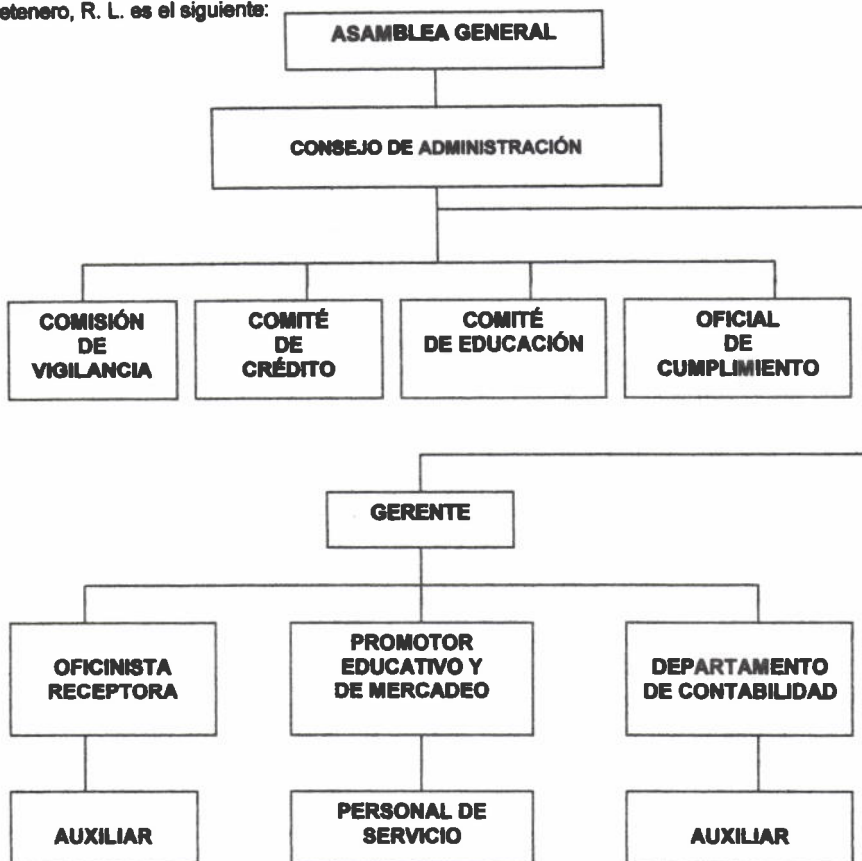 etenero, R. L. es el siguiente:
ASAMBLEA GENERAL
CONSEJO DE ADMINISTRACIÓN
COMISIÓN
DE
VIGILANCIA
COMITÉ
DE
CRÉDITO
COMITÉ
DE EDUCACIÓN
OFICIAL
DE
CUMPLIMIENTO
GERENTE
OFICINISTA
RECEPTORA
PROMOTOR
EDUCATIVO Y
DE MERCADEO
DEPARTAMENTO
DE CONTABILIDAD
AUXILIAR
PERSONAL DE
SERVICIO
AUXILIAR